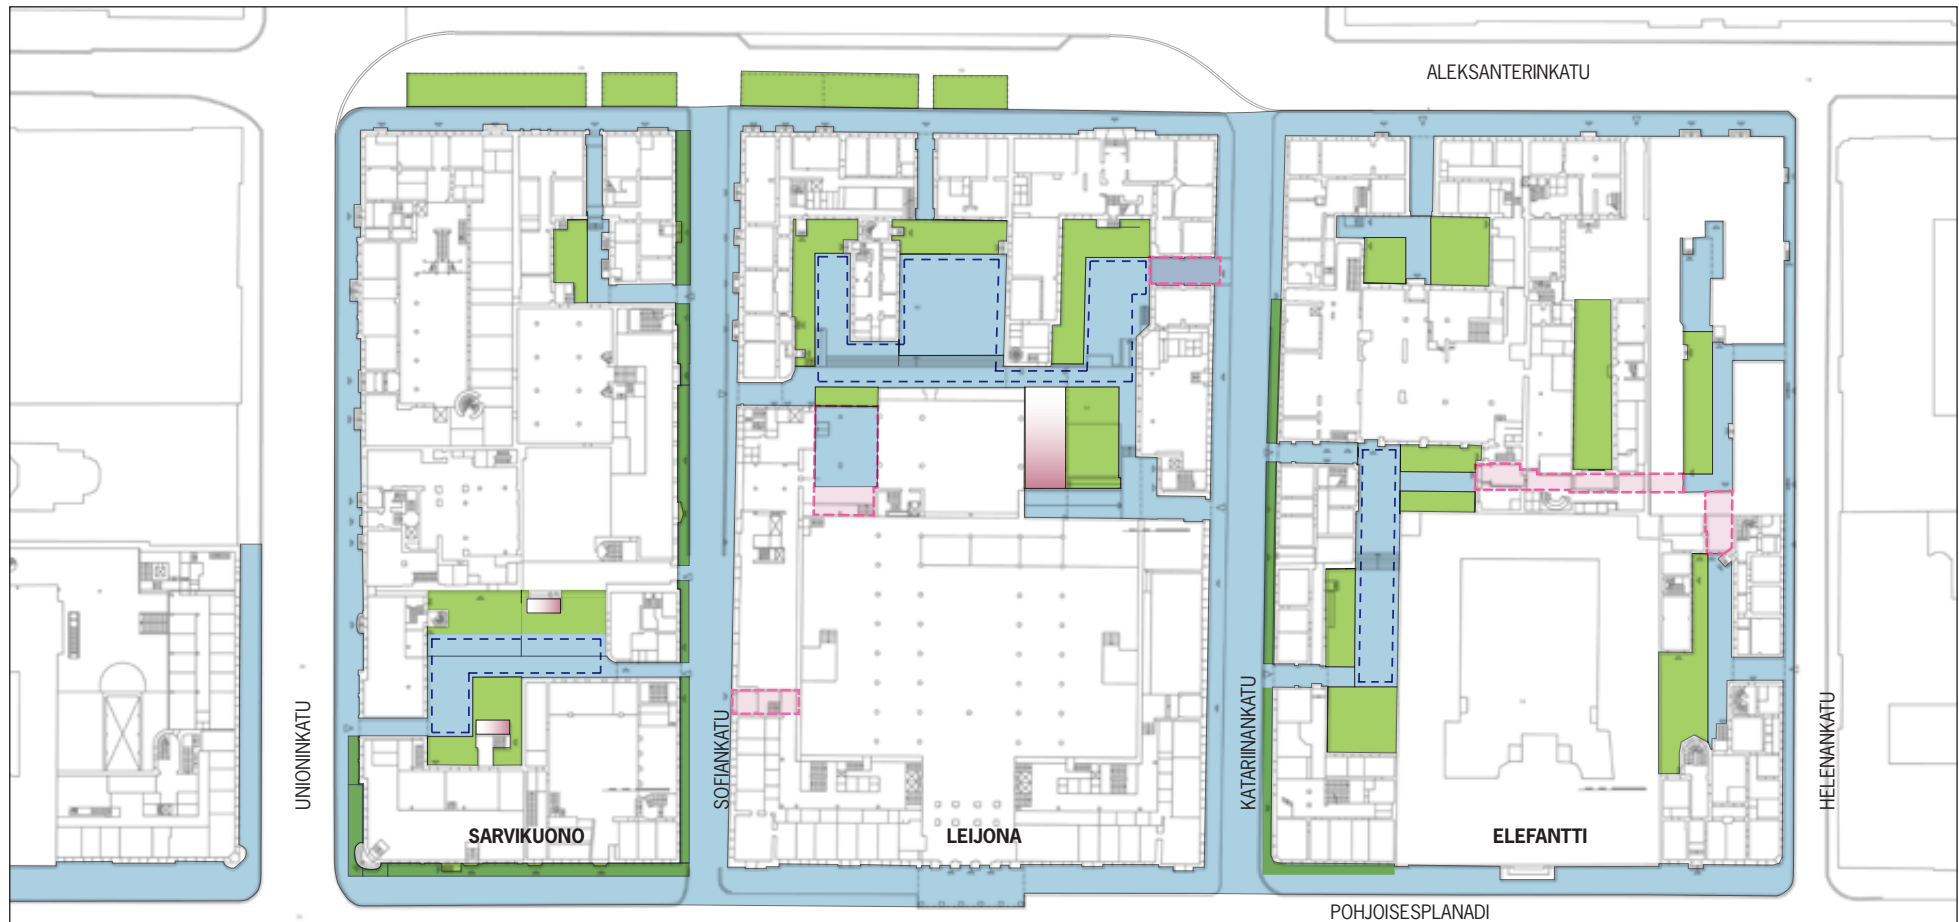 ALEKSANTERINKATU
UNIONINKATU
SOFIANKATU
KATARIINANKATU
HELENANKATU
SARVIKUONO
LEIJONA
ELEFANTTI
POHJOISESPLANADI